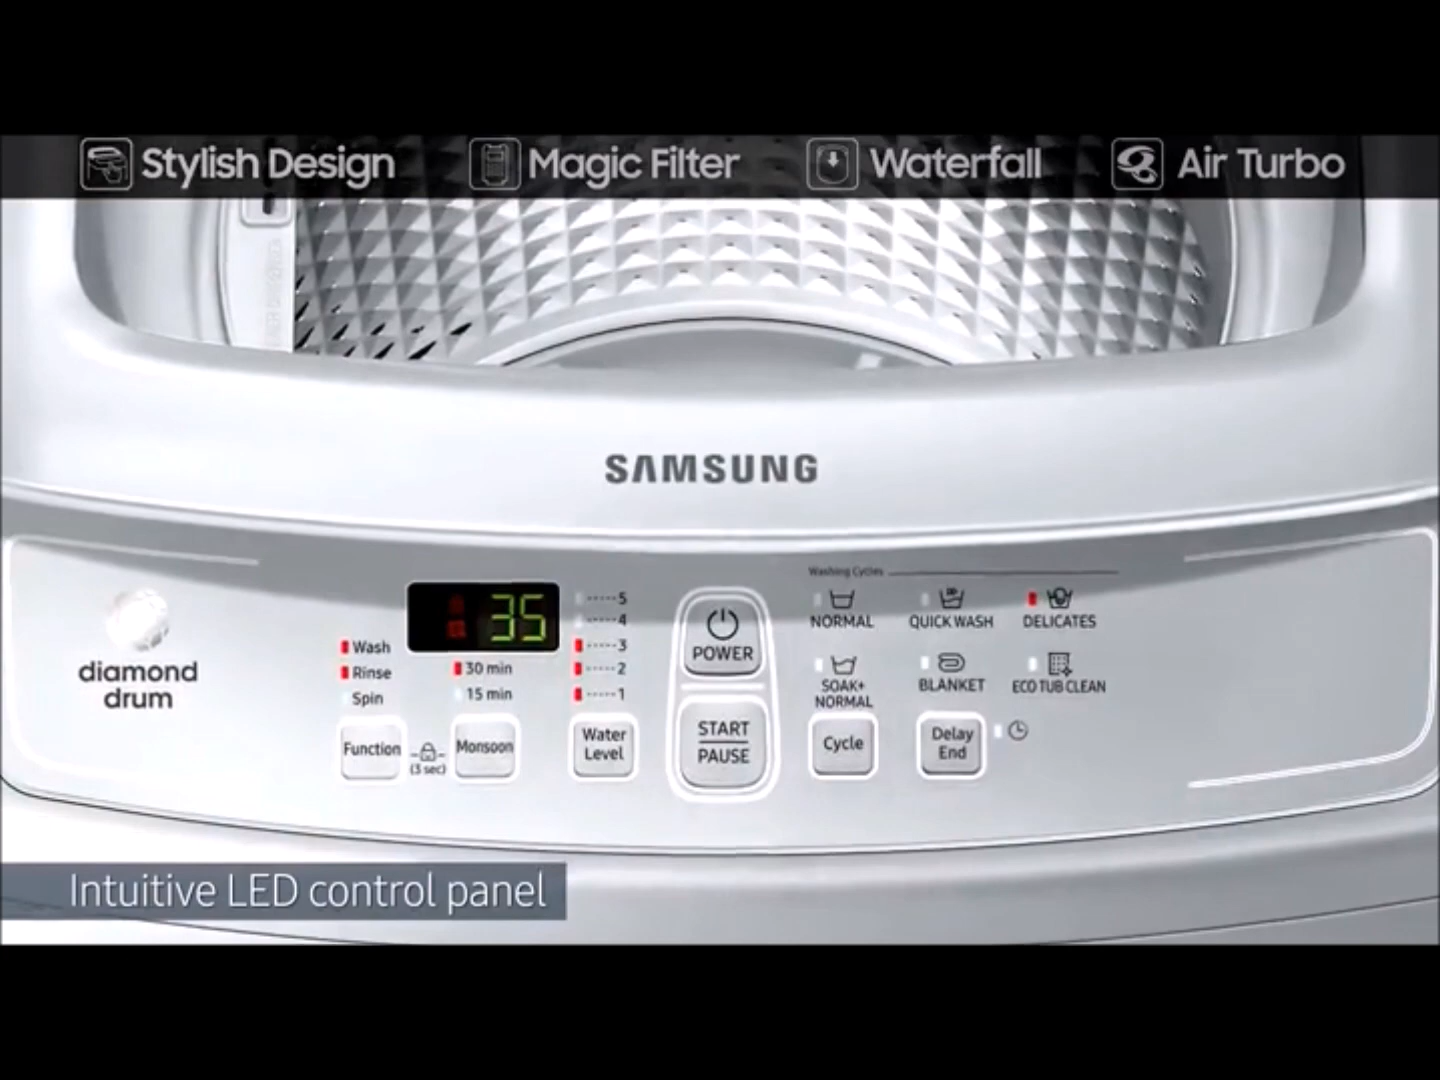 Stylish Design
Magic Filter
Waterfall
Air Turbo
SAMSUNG
diamond
drum
Wash
Rinse
Spin
35
30 min
15 min
5
4
3
2
1
Function
(3 sec)
Monsoon
Water
Level
POWER
START
PAUSE
Washing Cycles
NORMAL
QUICK WASH
DELICATES
SOAK+
NORMAL
BLANKET
ECO TUB CLEAN
Cycle
Delay
End
Intuitive LED control panel